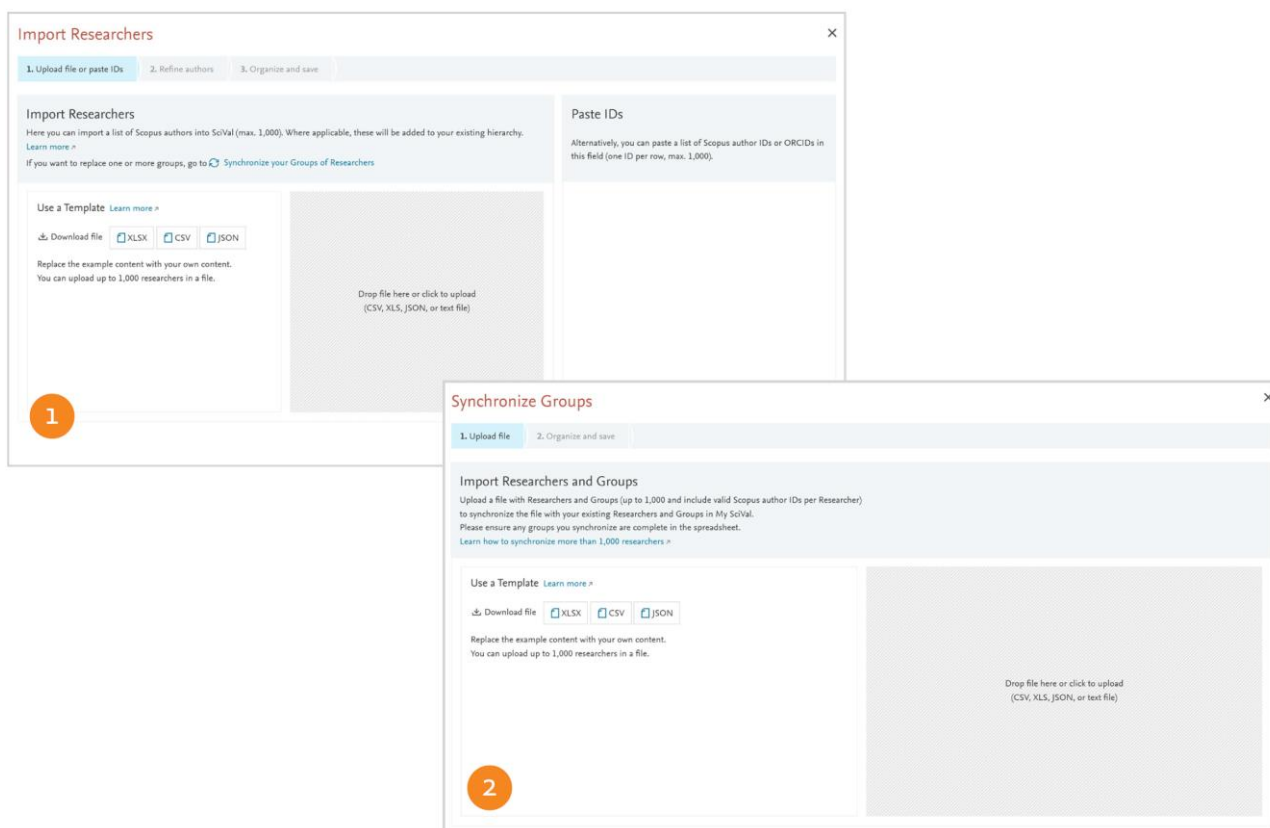 Import Researchers
×
1. Upload file or paste IDs
2. Refine authors
3. Organize and save
Import Researchers
Here you can import a list of Scopus authors into SciVal (max. 1,000). Where applicable, these will be added to your existing hierarchy.
Learn more
If you want to replace one or more groups, go to Synchronize your Groups of Researchers
Paste IDs
Alternatively, you can paste a list of Scopus author IDs or ORCIDs in
this field (one ID per row, max. 1,000).
Use a Template Learn more
Download file XLSX CSV JSON
Replace the example content with your own content.
You can upload up to 1,000 researchers in a file.
Drop file here or click to upload
(CSV, XLS, JSON, or text file)
1
Synchronize Groups
×
1. Upload file
2. Organize and save
Import Researchers and Groups
Upload a file with Researchers and Groups (up to 1,000 and include valid Scopus author IDs per Researcher)
to synchronize the file with your existing Researchers and Groups in My SciVal.
Please ensure any groups you synchronize are complete in the spreadsheet.
Learn how to synchronize more than 1,000 researchers
Use a Template Learn more
Download file XLSX CSV JSON
Replace the example content with your own content.
You can upload up to 1,000 researchers in a file.
Drop file here or click to upload
(CSV, XLS, JSON, or text file)
2